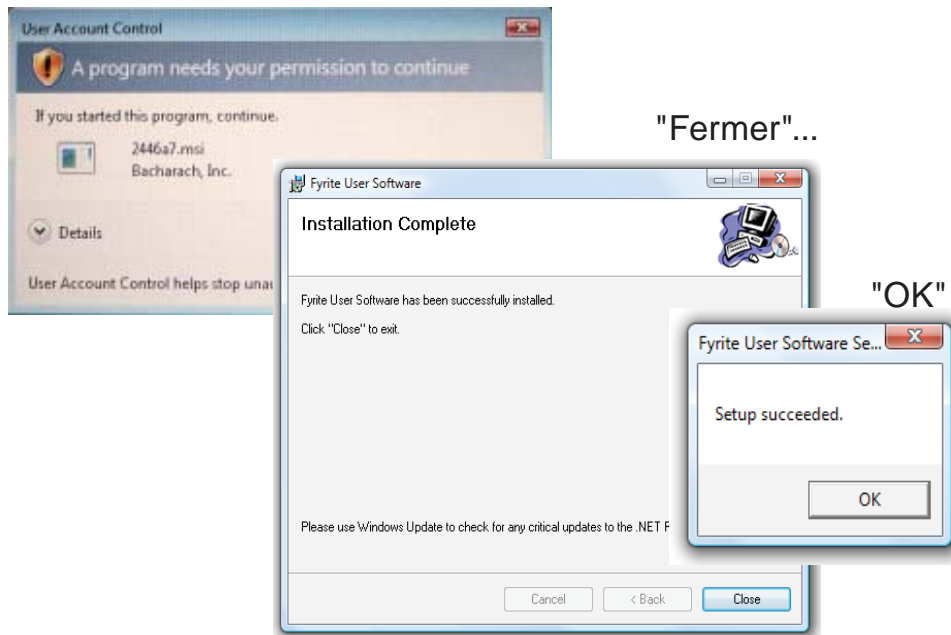 User Account Control
A program needs your permission to continue
If you started this program, continue.
2446a7.msi
Bacharach, Inc.
Details
User Account Control helps stop
"Fermer"...
Fyrite User Software
Installation Complete
Fyrite User Software has been successfully installed.
Click "Close" to exit.
Please use Windows Update to check for any critical updates to the .NET
Cancel
< Back
Close
"OK"
Fyrite User Software Se...
Setup succeeded.
OK